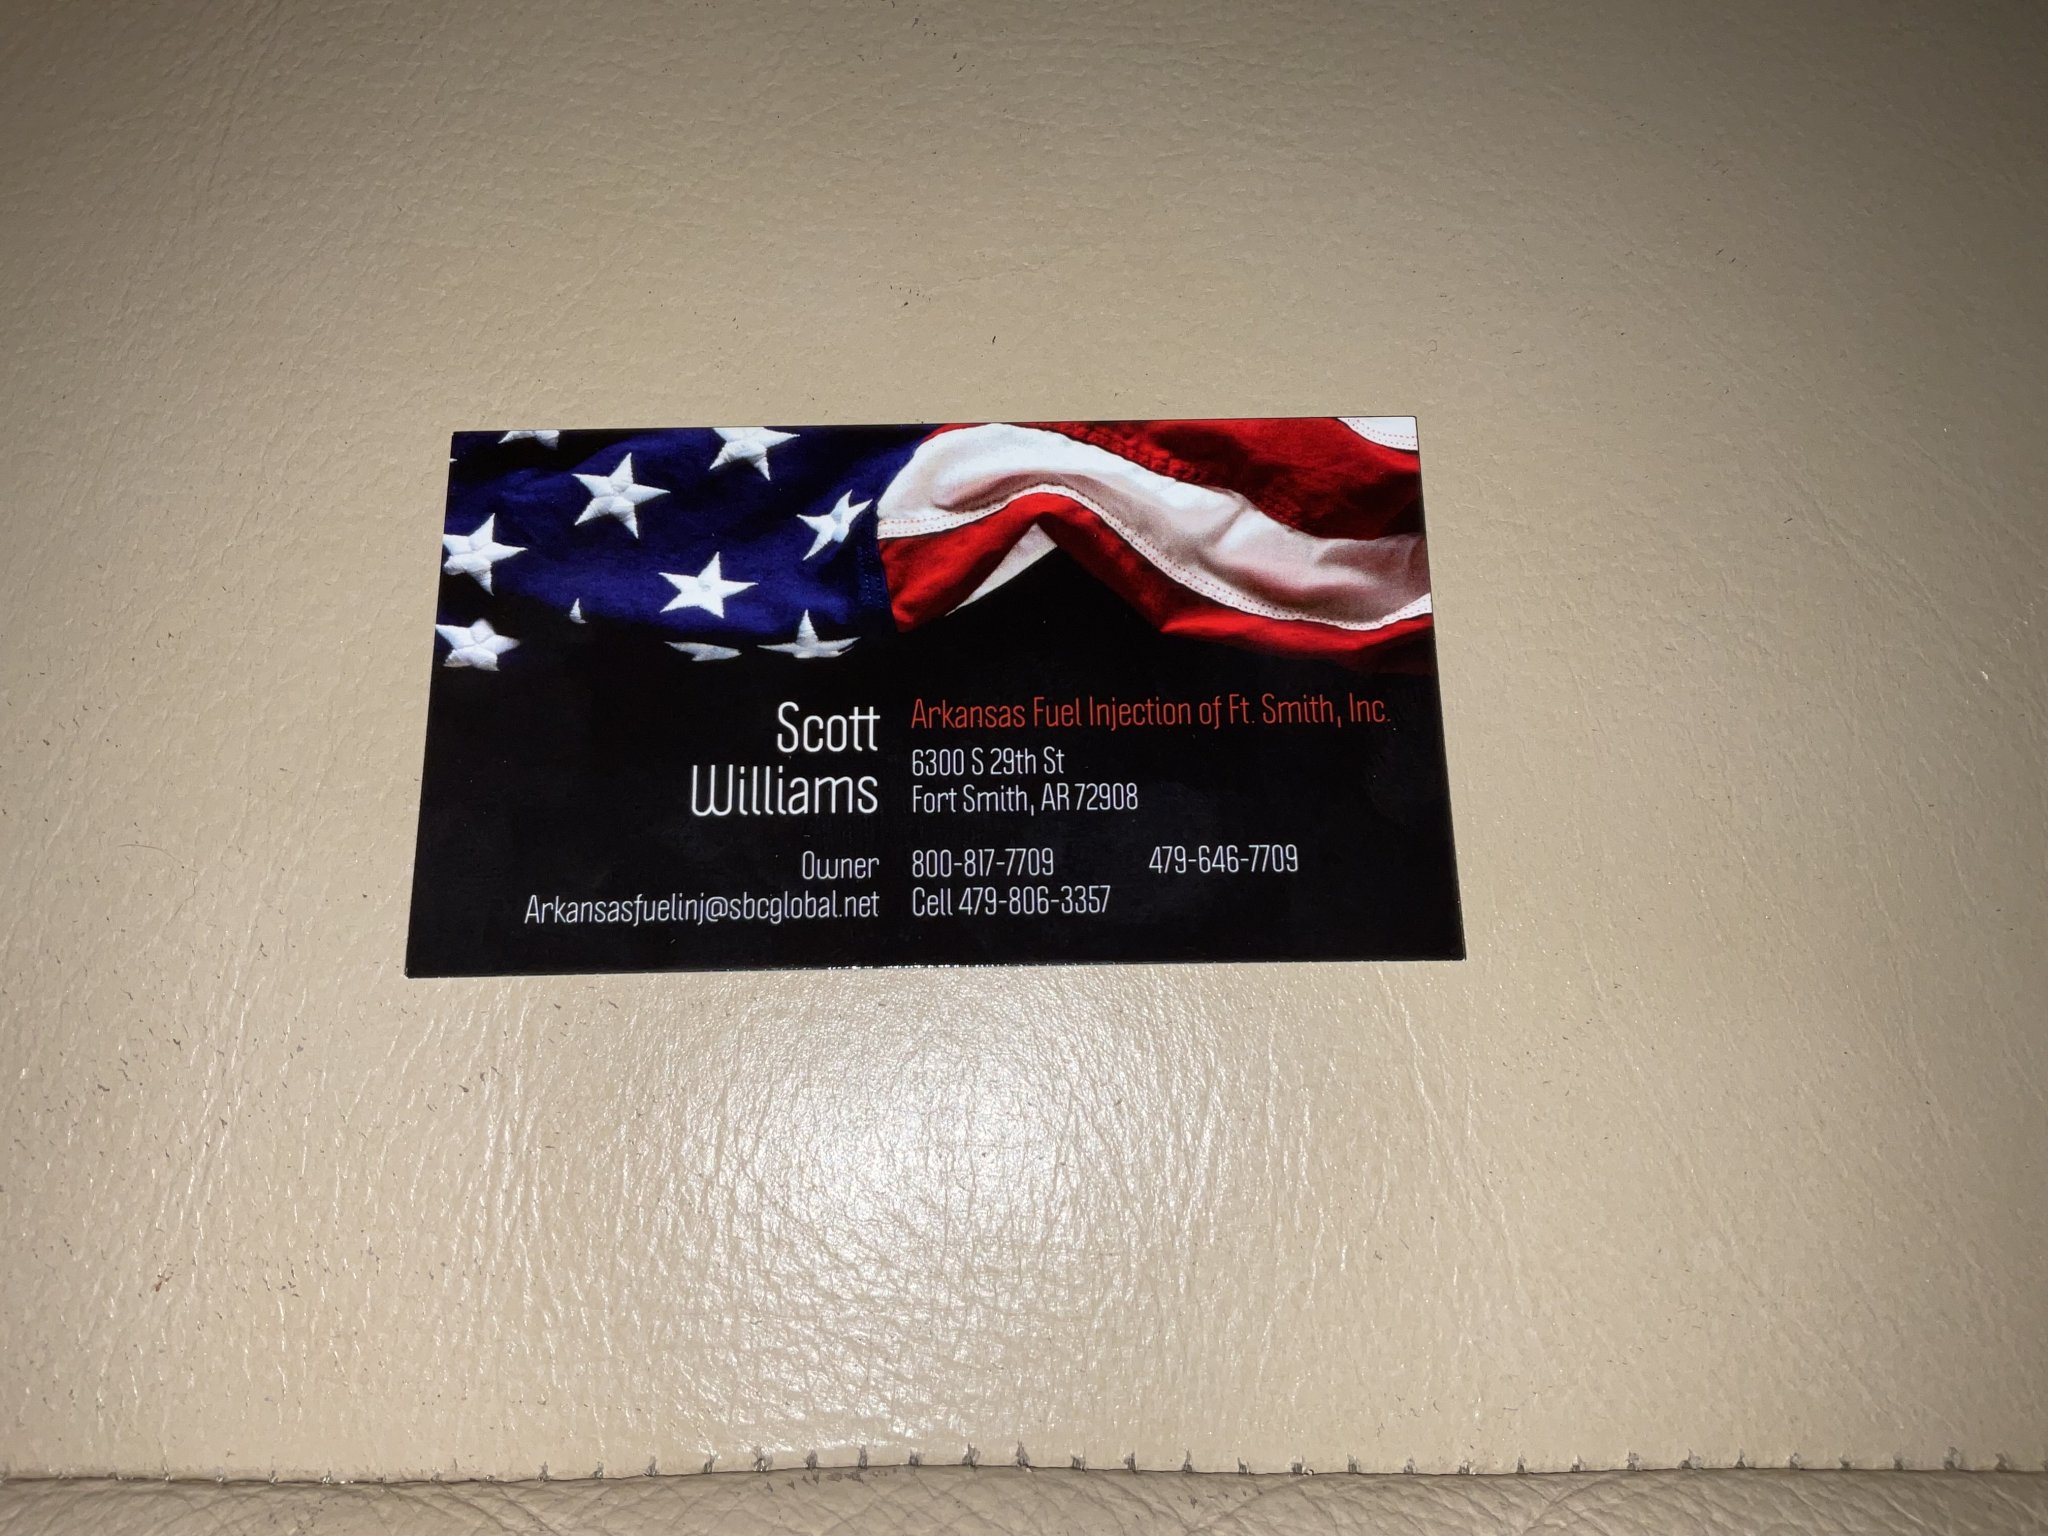 Scott
Williams
Owner
Arkansasfuelinj@sbcglobal.net
Arkansas Fuel Injection of Ft. Smith, Inc.
6300 S 29th St
Fort Smith, AR 72908
800-817-7709 479-646-7709
Cell 479-806-3357